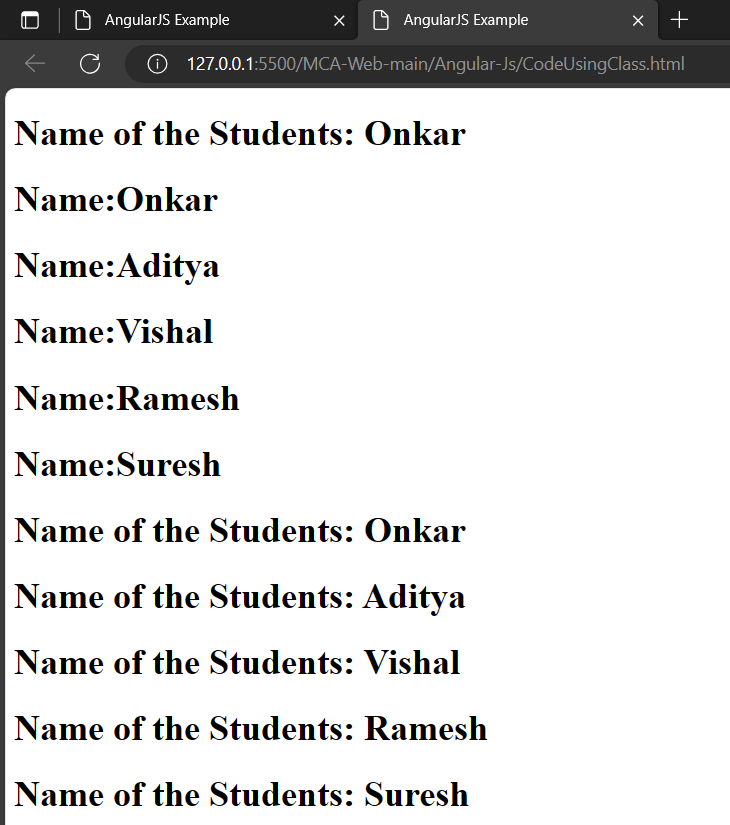 AngularJS Example
AngularJS Example
127.0.0.1:5500/MCA-Web-main/Angular-Js/CodeUsingClass.html
Name of the Students: Onkar
Name:Onkar
Name:Aditya
Name:Vishal
Name:Ramesh
Name:Suresh
Name of the Students: Onkar
Name of the Students: Aditya
Name of the Students: Vishal
Name of the Students: Ramesh
Name of the Students: Suresh